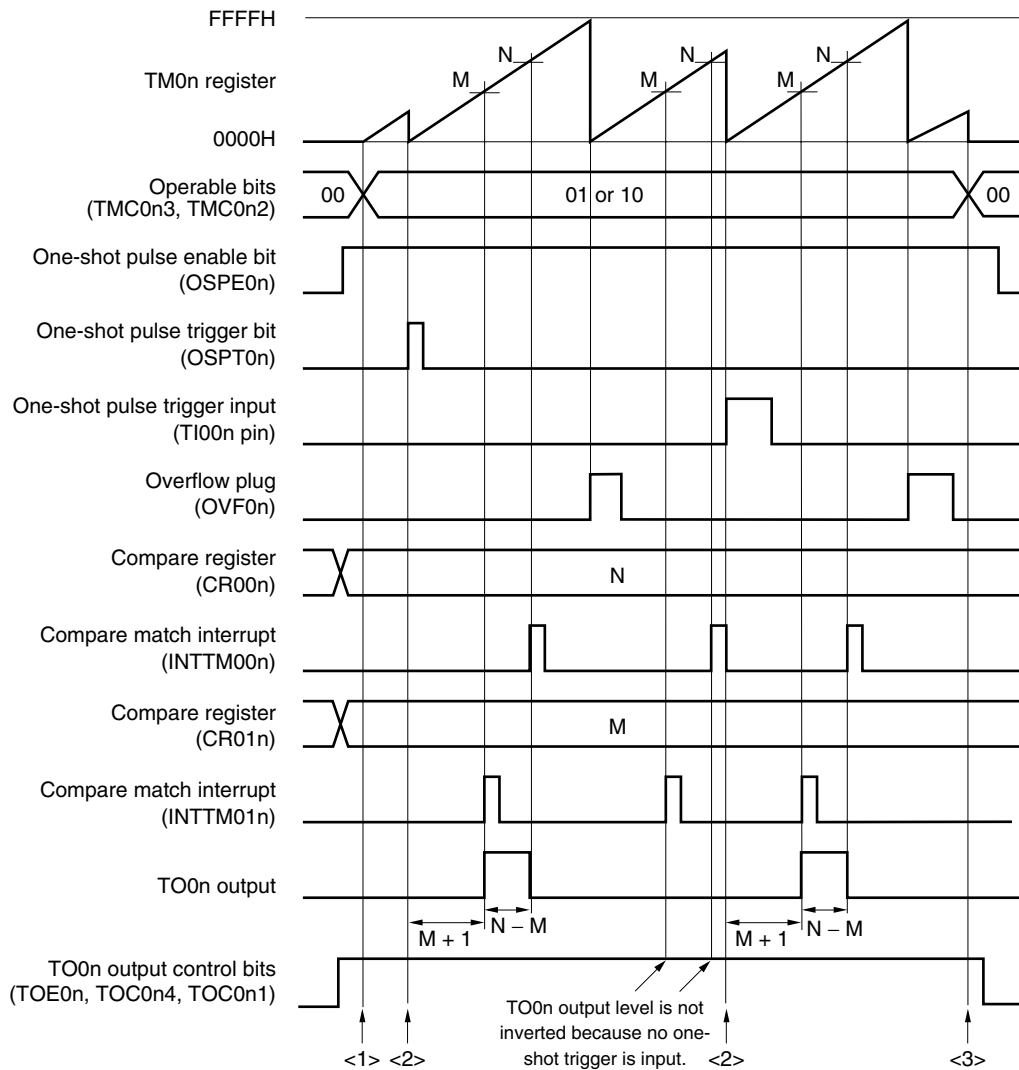 FFFFH
TM0n register
0000H
M
N
M
N
M
N
Operable bits
(TMC0n3, TMC0n2)
00
01 or 10
00
One-shot pulse enable bit
(OSPE0n)
One-shot pulse trigger bit
(OSPT0n)
One-shot pulse trigger input
(TI00n pin)
Overflow plug
(OVF0n)
Compare register
(CR00n)
N
Compare match interrupt
(INTTM00n)
Compare register
(CR01n)
M
Compare match interrupt
(INTTM01n)
TO0n output
M + 1
N − M
M + 1
N − M
TO0n output control bits
(TOE0n, TOC0n4, TOC0n1)
TO0n output level is not
inverted because no one-
shot trigger is input.
<1> <2> <2> <3>